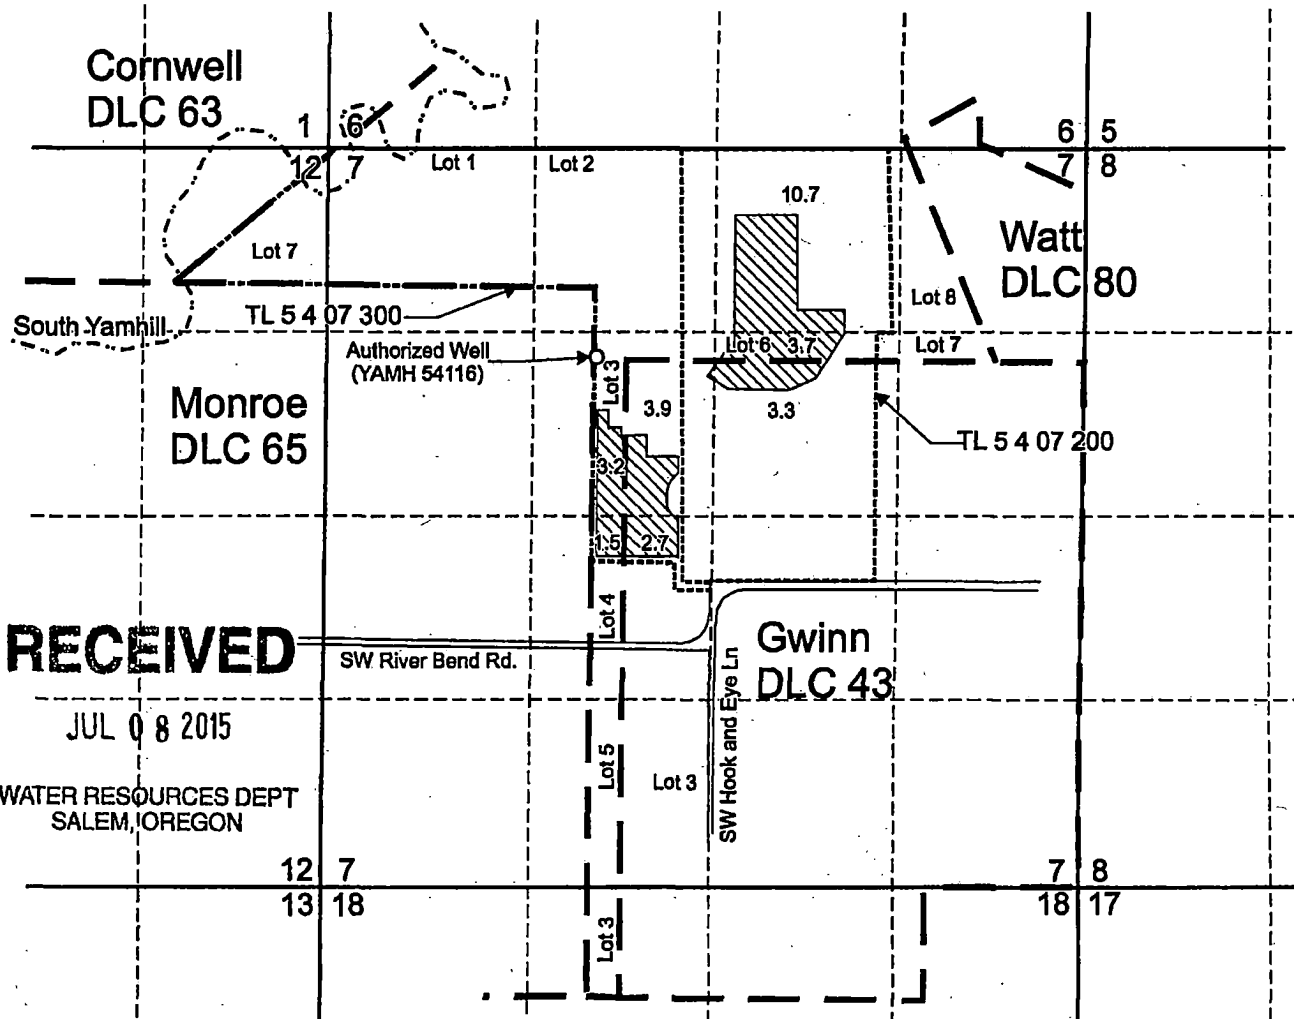 Cornwell
DLC 63
1 6
12 7
Lot 1
Lot 2
6 5
7 8
10.7
Watt
DLC 80
Lot 7
Lot 8
TL 5 4 07 300
South Yamhill
Authorized Well
(YAMH 54116)
Lot 6
3.7
Lot 7
Lot 3
3.9
3.3
Monroe
DLC 65
TL 5 4 07 200
3.2
1.5
2.7
Lot 4
RECEIVED
SW River Bend Rd.
Gwinn
DLC 43
JUL 08 2015
SW Hook and Eye Ln
Lot 5
Lot 3
WATER RESOURCES DEPT
SALEM, OREGON
12 7
13 18
7 8
18 17
Lot 3